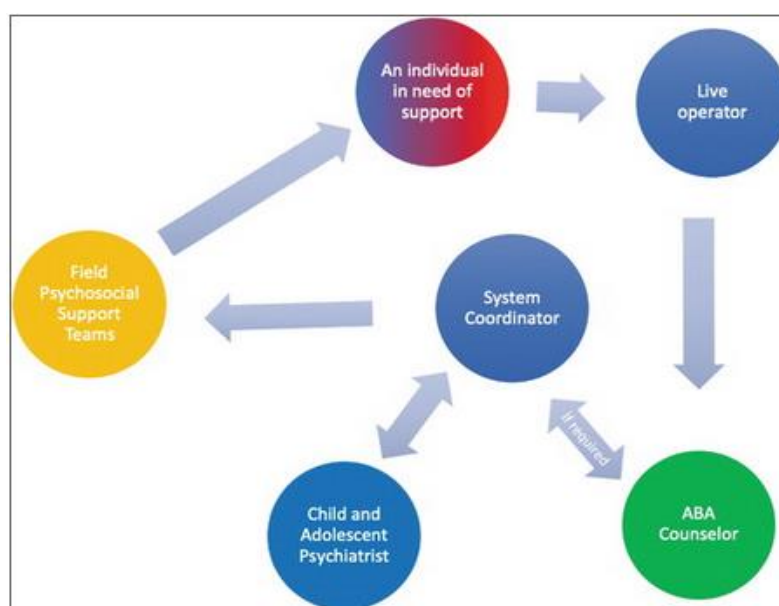 An individual
in need of
support
Live
operator
Field
Psychosocial
Support
Teams
System
Coordinator
if required
Child and
Adolescent
Psychiatrist
ABA
Counselor